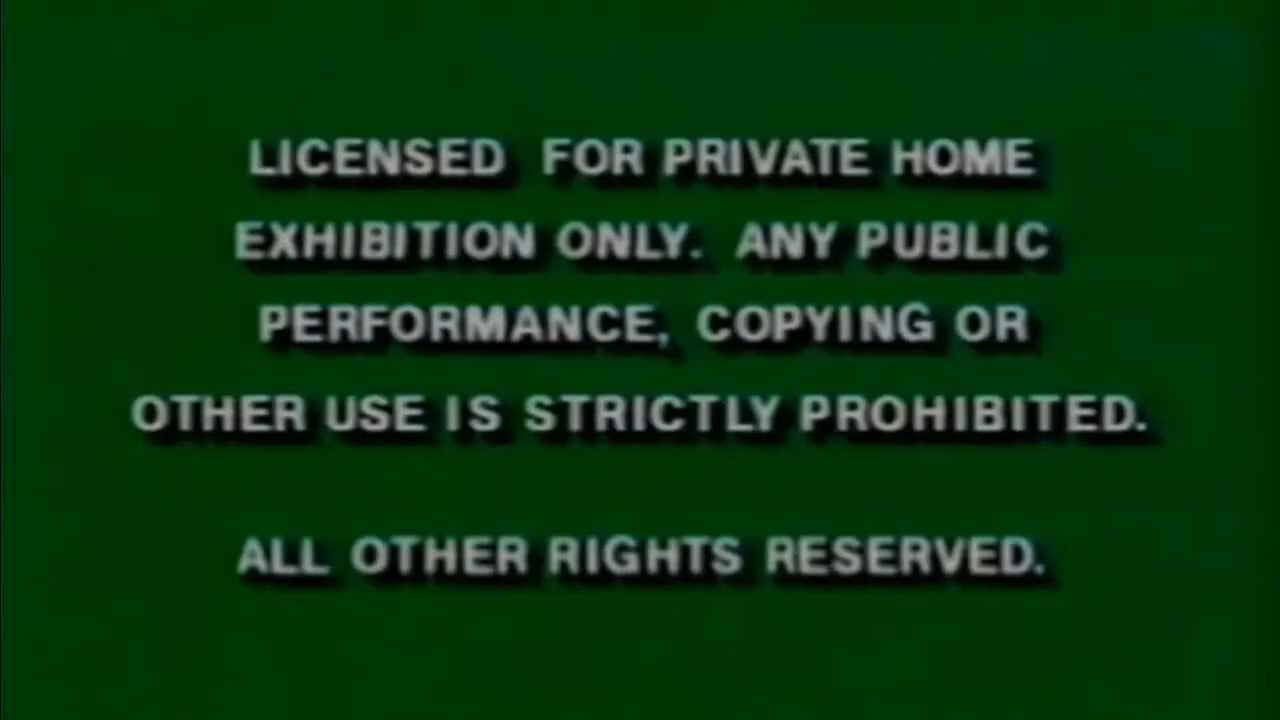 LICENSED FOR PRIVATE HOME
EXHIBITION ONLY. ANY PUBLIC
PERFORMANCE, COPYING OR
OTHER USE IS STRICTLY PROHIBITED.
ALL OTHER RIGHTS RESERVED.